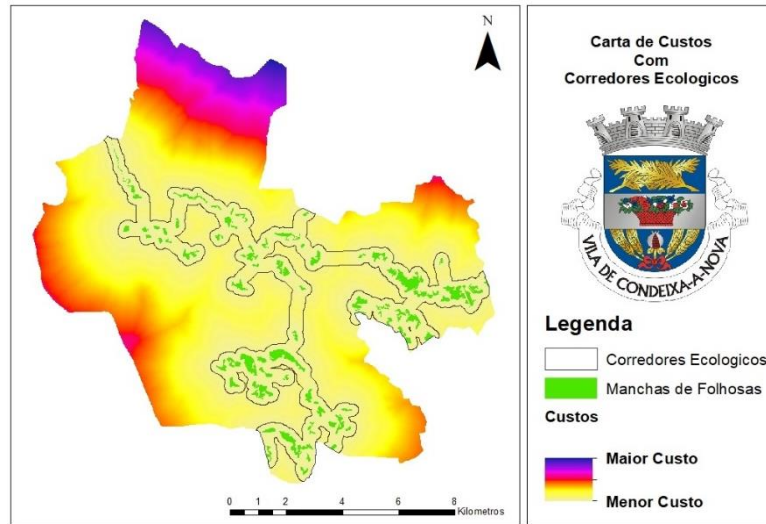 N
Carta de Custos
Com
Corredores Ecologicos
VILA DE CONDEIXA-A-NOVA
Legenda
Corredores Ecologicos
Manchas de Folhosas
Custos
Maior Custo
Menor Custo
0 1 2 4 6 8
Kilometros